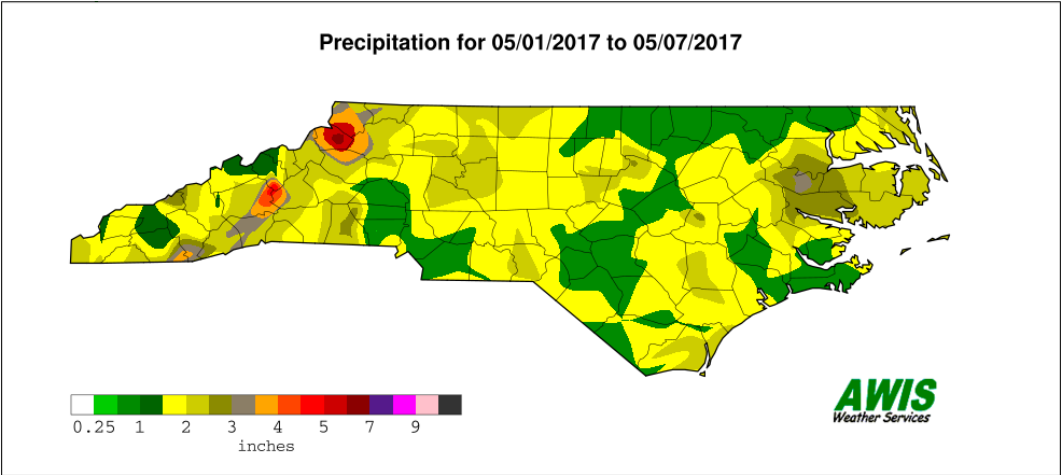 Precipitation for 05/01/2017 to 05/07/2017
0.25 1 2 3 4 5 7 9
inches
AWIS
Weather Services